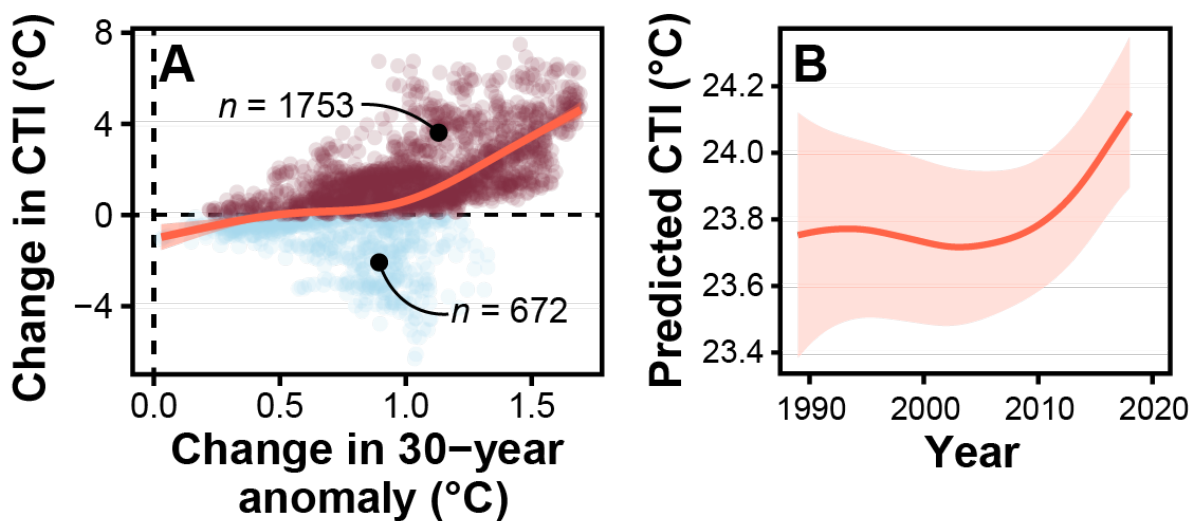 A
Change in CTI (°C)
8
4
0
−4
n = 1753
n = 672
0.0 0.5 1.0 1.5
Change in 30−year
anomaly (°C)
B
Predicted CTI (°C)
24.2
24.0
23.8
23.6
23.4
1990 2000 2010 2020
Year